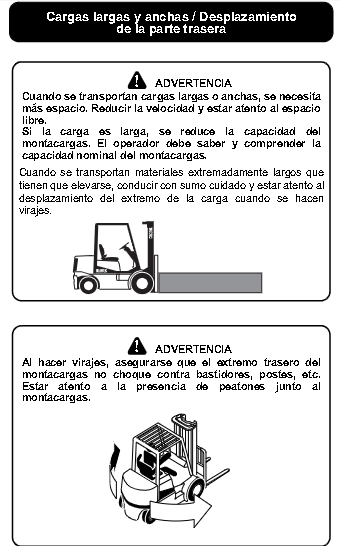 Cargas largas y anchas / Desplazamiento
de la parte trasera
ADVERTENCIA
Cuando se transportan cargas largas o anchas, se necesita
más espacio. Reducir la velocidad y estar atento al espacio
libre.
Si la carga es larga, se reduce la capacidad del
montacargas. El operador debe saber y comprender la
capacidad nominal del montacargas.
Cuando se transportan materiales extremadamente largos que
tienen que elevarse, conducir con sumo cuidado y estar atento al
desplazamiento del extremo de la carga cuando se hacen
virajes.
ADVERTENCIA
Al hacer virajes, asegurarse que el extremo trasero del
montacargas no choque contra bastidores, postes, etc.
Estar atento a la presencia de peatones junto al
montacargas.